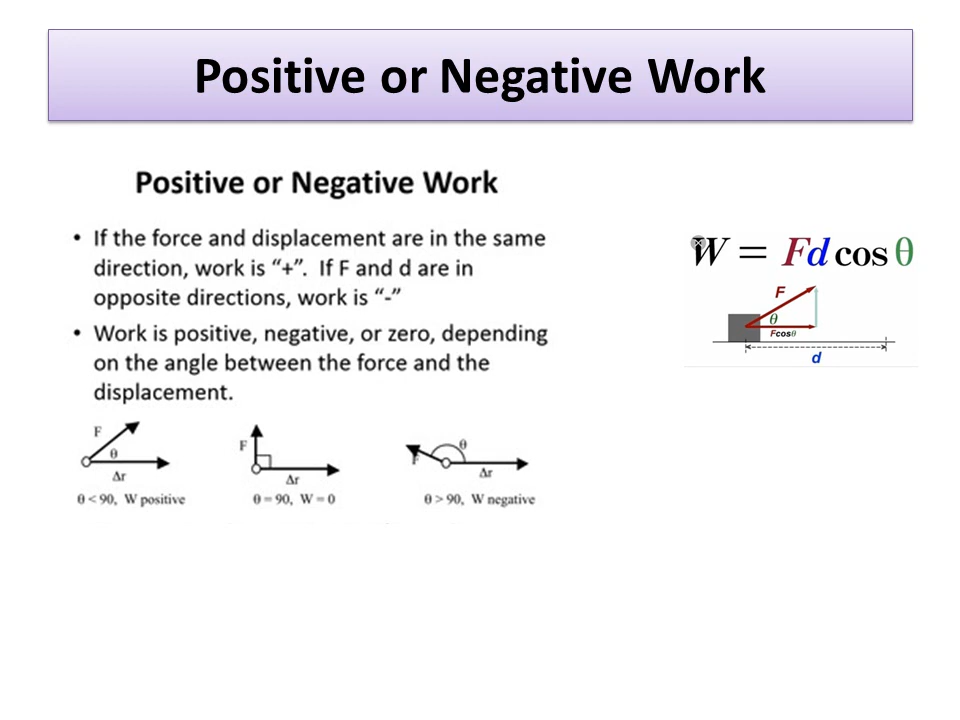 Positive or Negative Work
Positive or Negative Work
• If the force and displacement are in the same
direction, work is “+”.  If F and d are in
opposite directions, work is “-”
• Work is positive, negative, or zero, depending
on the angle between the force and the
displacement.
F
θ
Δr
θ < 90, W positive
F
Δr
θ = 90, W = 0
F
θ
Δr
θ > 90, W negative
W = Fd cos θ
F
θ
Fcosθ
d